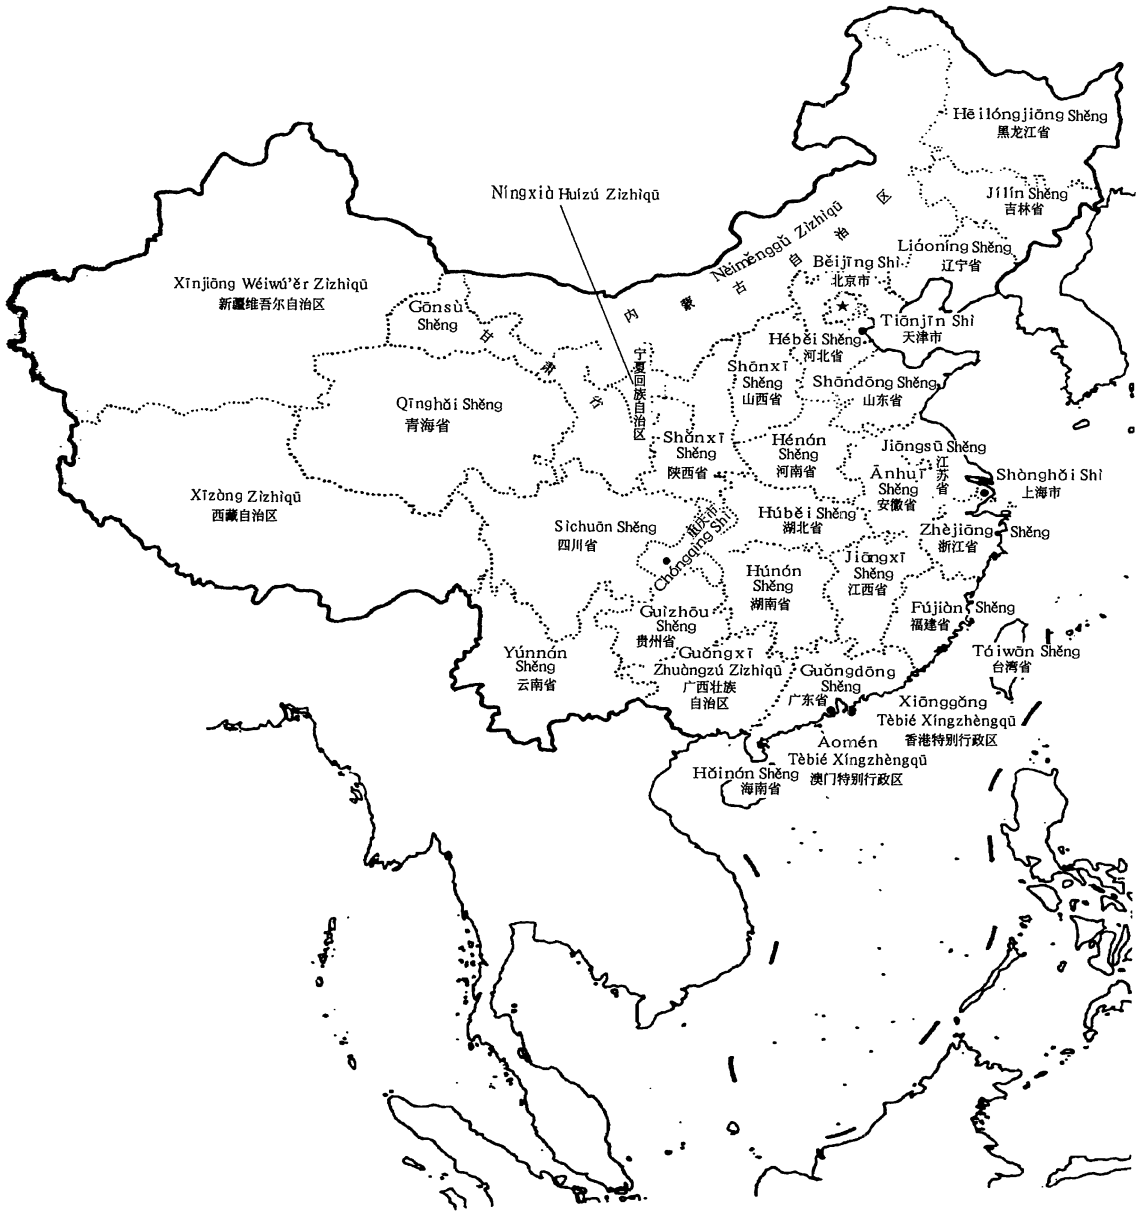 Hēilóngjiāng Shěng
黑龙江省
Níngxià Huízú Zìzhìqū
Jílín Shěng
吉林省
Nèiměnggǔ Zìzhìqū
内蒙古自治区
Liáoníng Shěng
辽宁省
Běijīng Shì
北京市
Xīnjiāng Wéiwú'ěr Zìzhìqū
新疆维吾尔自治区
Gānsù
Shěng
甘肃省
Tiānjīn Shì
天津市
Héběi Shěng
河北省
宁夏回族自治区
Shānxī
Shěng
山西省
Shāndōng Shěng
山东省
Qīnghǎi Shěng
青海省
Shǎnxī
Shěng
陕西省
Hénán
Shěng
河南省
Jiāngsū Shěng
江苏省
Ānhuī
Shěng
安徽省
Shànghǎi Shì
上海市
Xīzàng Zìzhìqū
西藏自治区
Sìchuān Shěng
四川省
重庆市
Chóngqìng Shì
Húběi Shěng
湖北省
Zhèjiāng Shěng
浙江省
Jiāngxī
Shěng
江西省
Húnán
Shěng
湖南省
Guìzhōu
Shěng
贵州省
Fújiàn Shěng
福建省
Yúnnán
Shěng
云南省
Guǎngxī
Zhuàngzú Zìzhìqū
广西壮族
自治区
Guǎngdōng
Shěng
广东省
Táiwān Shěng
台湾省
Xiānggǎng
Tèbié Xíngzhèngqū
香港特别行政区
Àomén
Tèbié Xíngzhèngqū
澳门特别行政区
Hǎinán Shěng
海南省